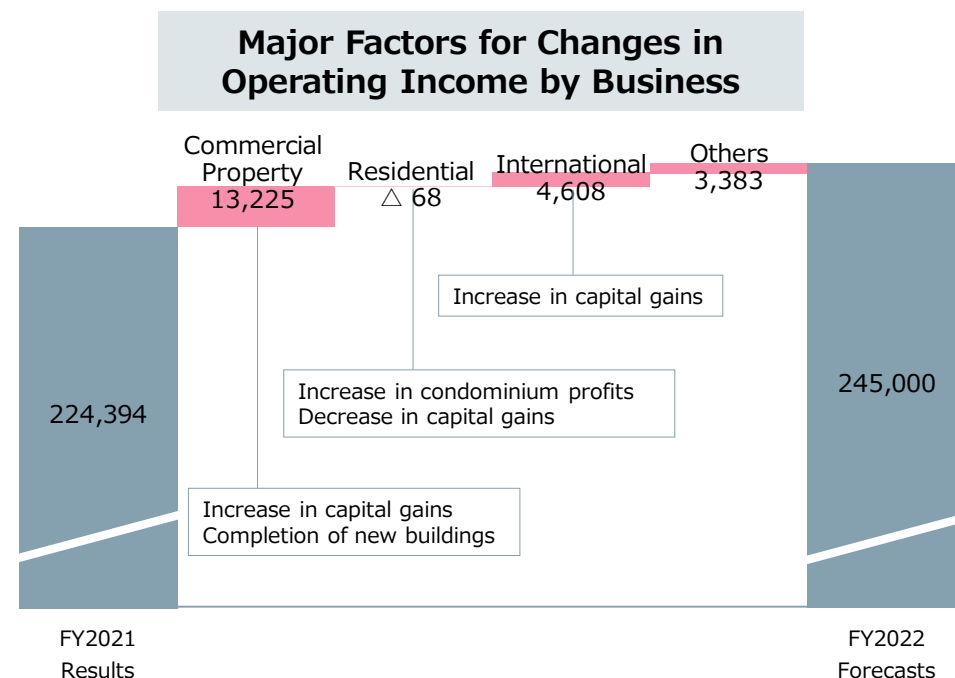 Major Factors for Changes in
Operating Income by Business
Commercial
Property
13,225
Residential
△ 68
International
4,608
Others
3,383
Increase in capital gains
Increase in condominium profits
Decrease in capital gains
Increase in capital gains
Completion of new buildings
224,394
245,000
FY2021
Results
FY2022
Forecasts